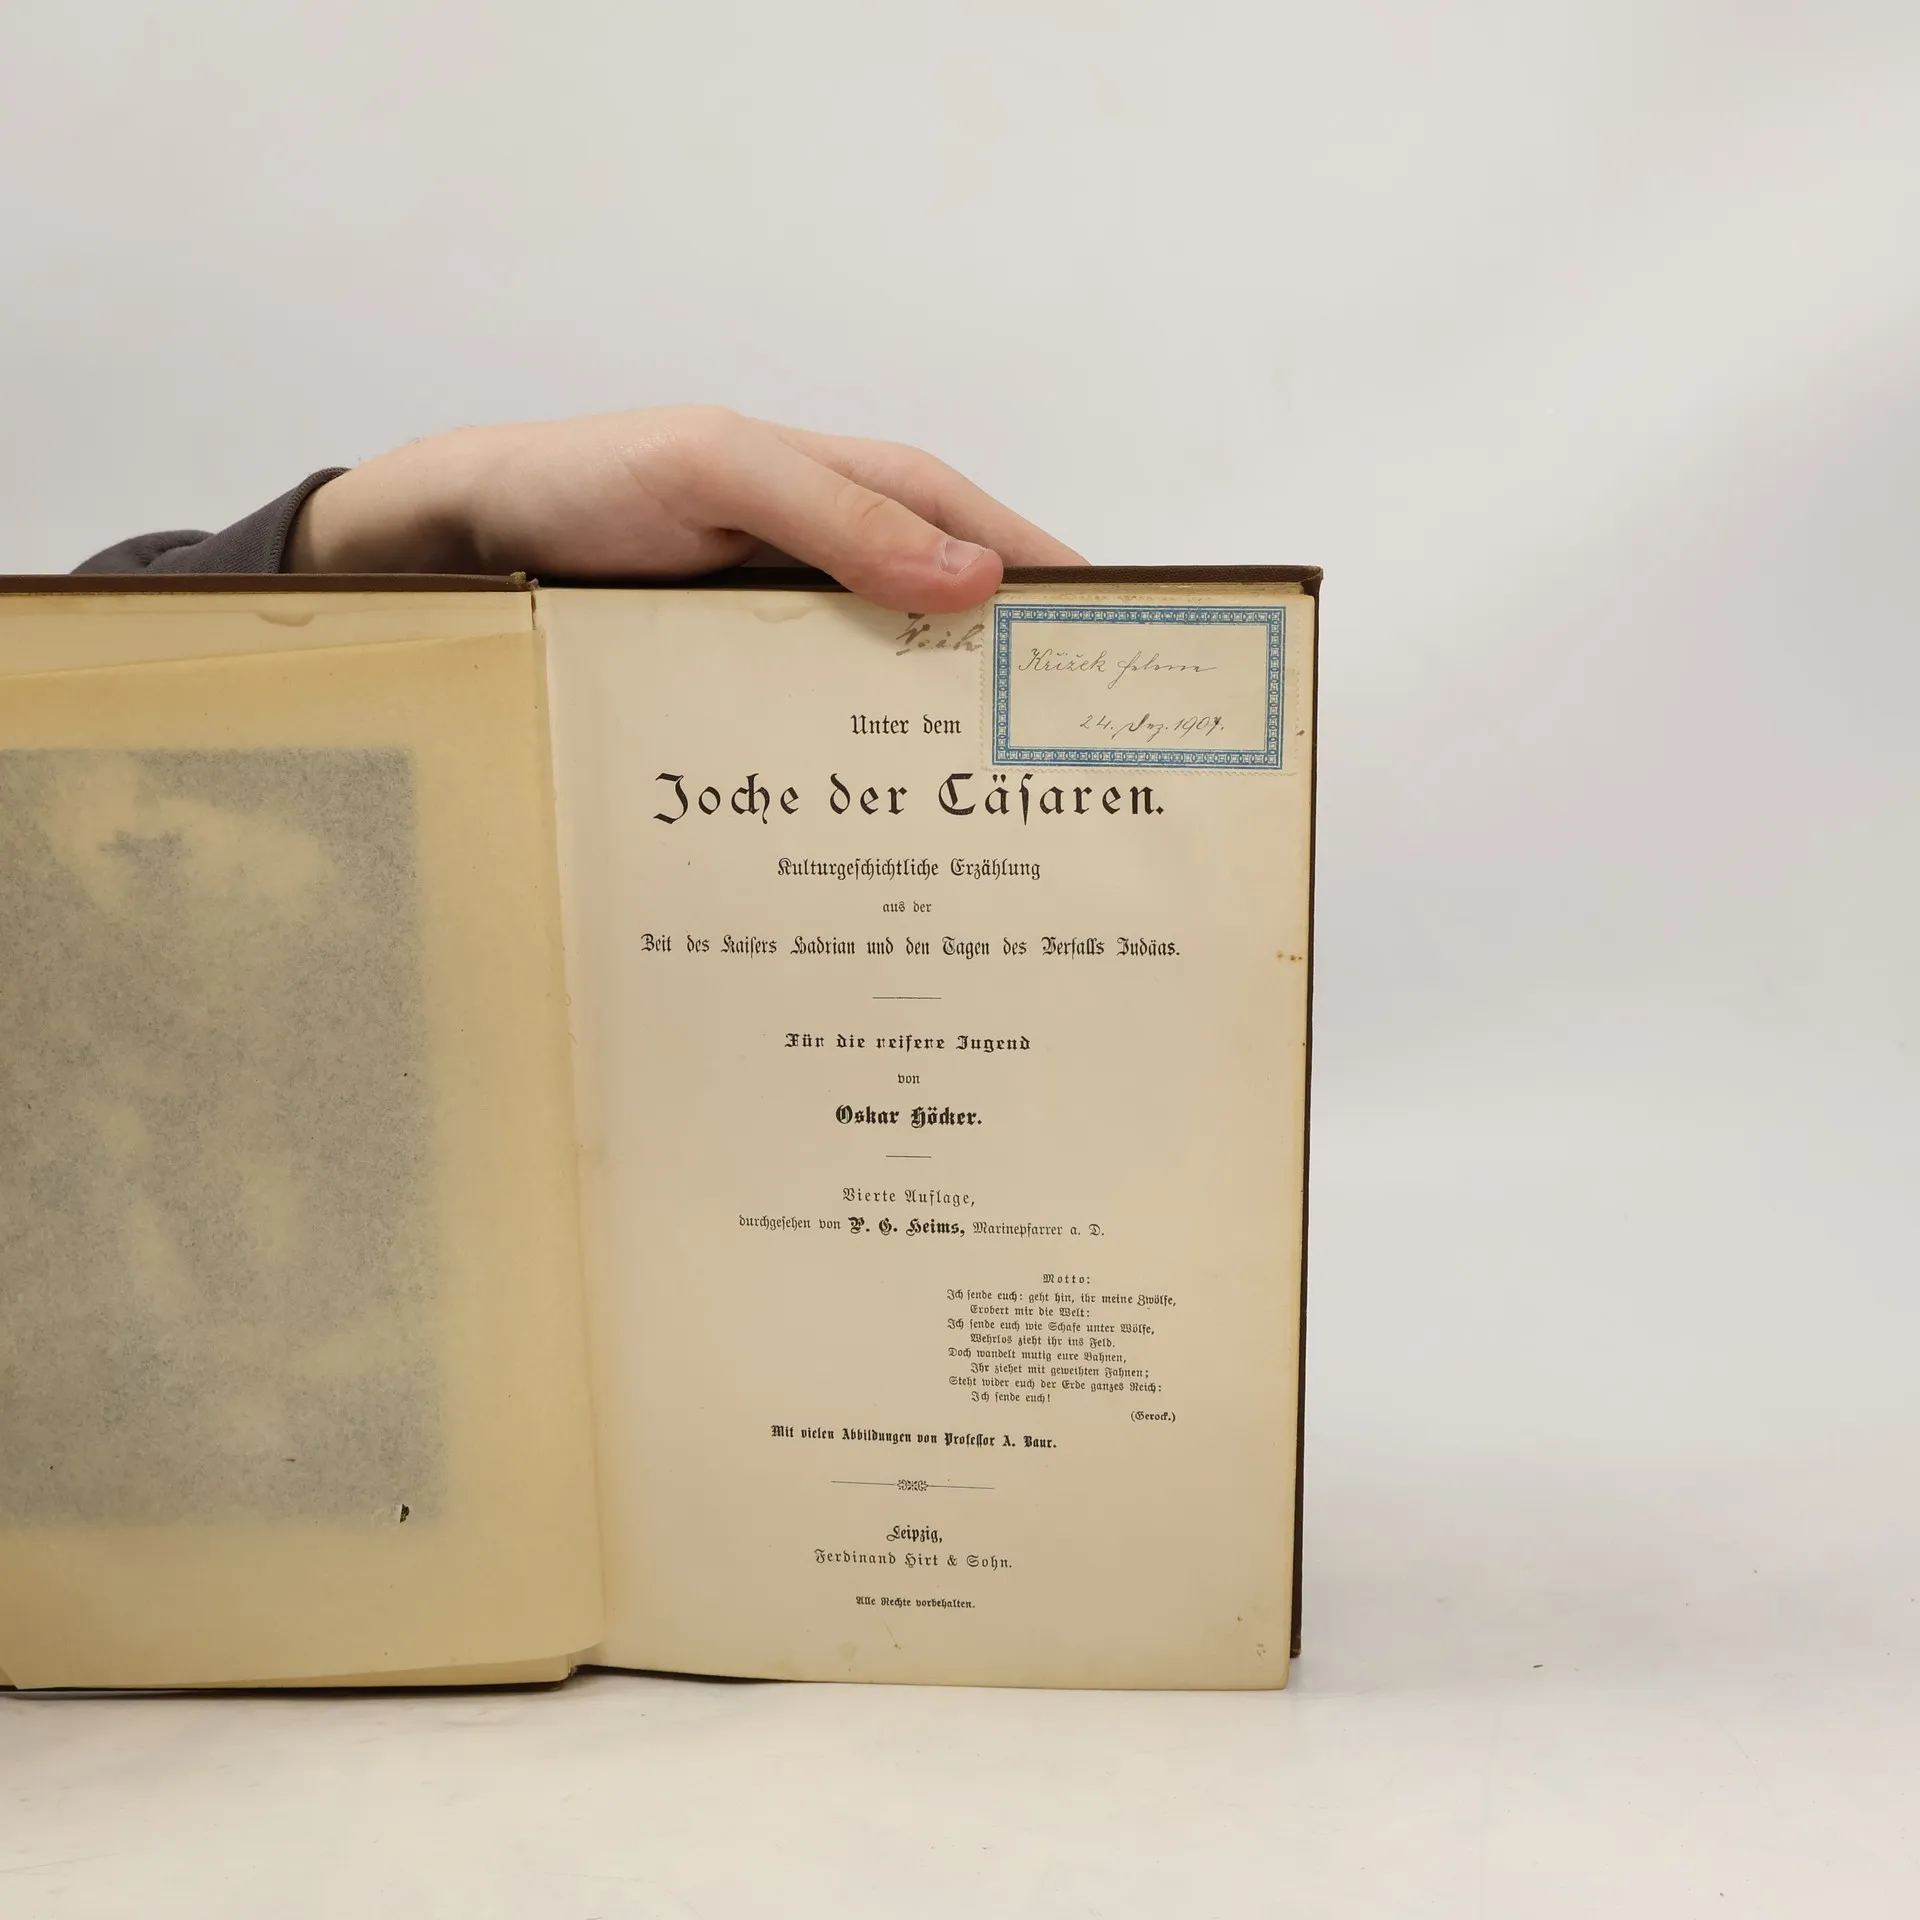 Křížek Helene
24. Dez. 1907.
Unter dem
Joche der Cäſaren.
Kulturgeſchichtliche Erzählung
aus der
Zeit des Kaiſers Hadrian und den Tagen des Verfalls Judäas.
Für die reifere Jugend
von
Oskar Höcker.
Vierte Auflage,
durchgeſehen von P. G. Heims, Marinepfarrer a. D.
Motto:
Ich ſende euch: geht hin, ihr meine Zwölfe,
Erobert mir die Welt:
Ich ſende euch wie Schafe unter Wölfe,
Wehrlos zieht ihr ins Feld.
Doch wandelt mutig eure Bahnen,
Ihr ziehet mit geweihten Fahnen;
Steht wider euch der Erde ganzes Reich:
Ich ſende euch!
(Gerock.)
Mit vielen Abbildungen von Profeſſor A. Baur.
Leipzig,
Ferdinand Hirt & Sohn.
Alle Rechte vorbehalten.